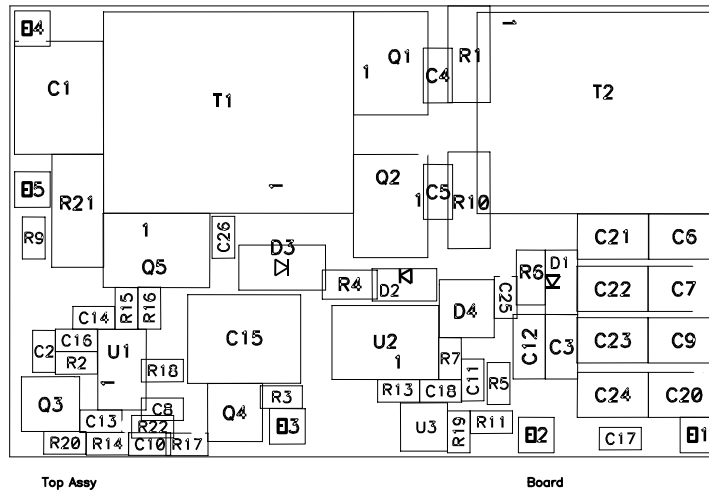 E4
Q1
R1
1
1
C4
C1
T1
T2
E5
Q2
C5
R21
1
1
R10
R9
1
C26
C21
C6
D3
R6
D1
Q5
R4
D2
C22
C7
R15
R16
C25
D4
C14
C16
C2
U1
C15
U2
C12
C3
C23
C9
R2
R7
R18
1
C11
R5
1
R13
C18
C24
C20
Q3
R3
C8
C13
Q4
R22
E3
U3
R19
R11
E2
C17
E1
R20
R14
C10
R17
Top Assy
Board